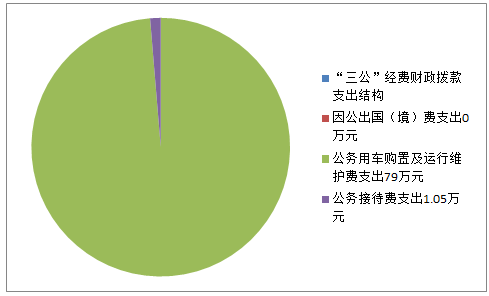 “三公”经费财政拨款
支出结构
因公出国（境）费支出0
万元
公务用车购置及运行维
护费支出79万元
公务接待费支出1.05万
元